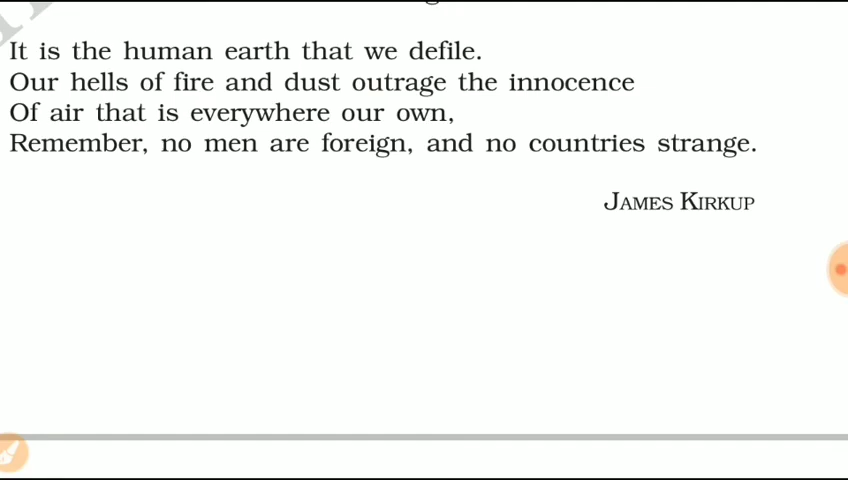 It is the human earth that we defile.
Our hells of fire and dust outrage the innocence
Of air that is everywhere our own,
Remember, no men are foreign, and no countries strange.
JAMES KIRKUP